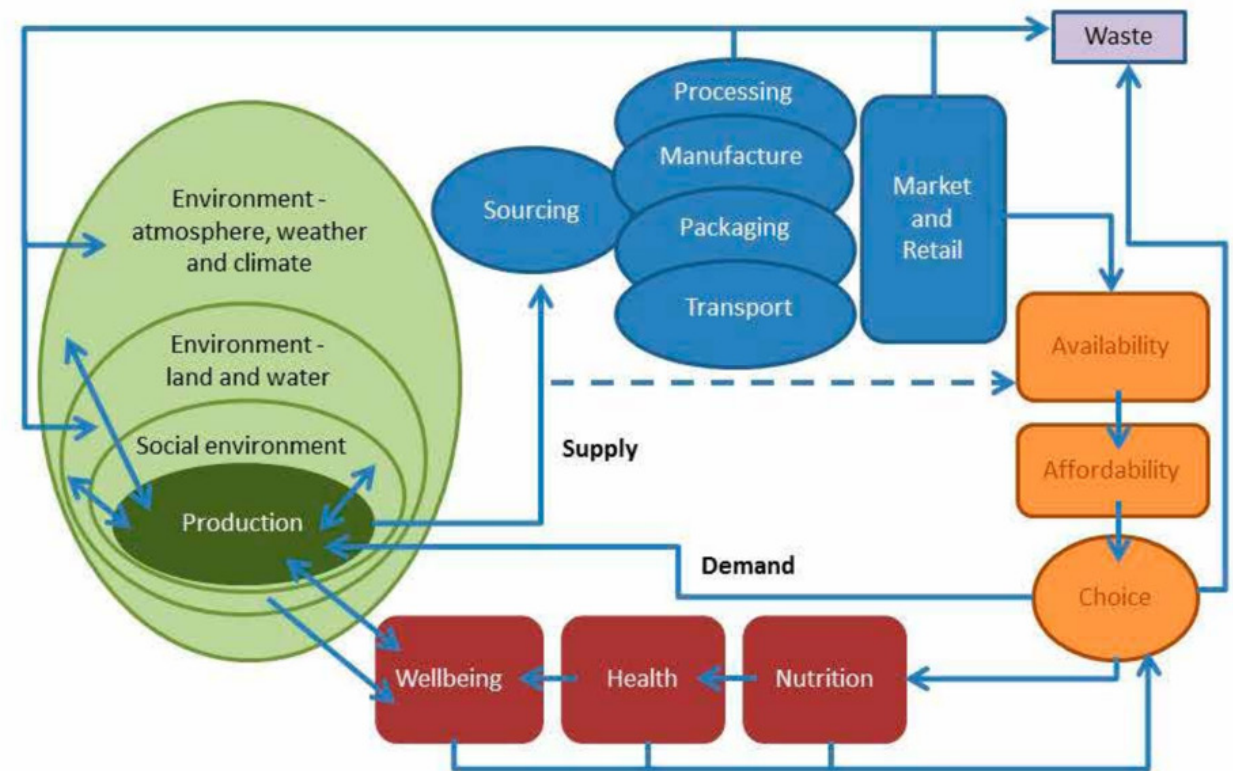 Waste
Processing
Manufacture
Packaging
Transport
Sourcing
Market
and
Retail
Environment -
atmosphere, weather
and climate
Environment -
land and water
Social environment
Production
Supply
Demand
Availability
Affordability
Choice
Wellbeing
Health
Nutrition